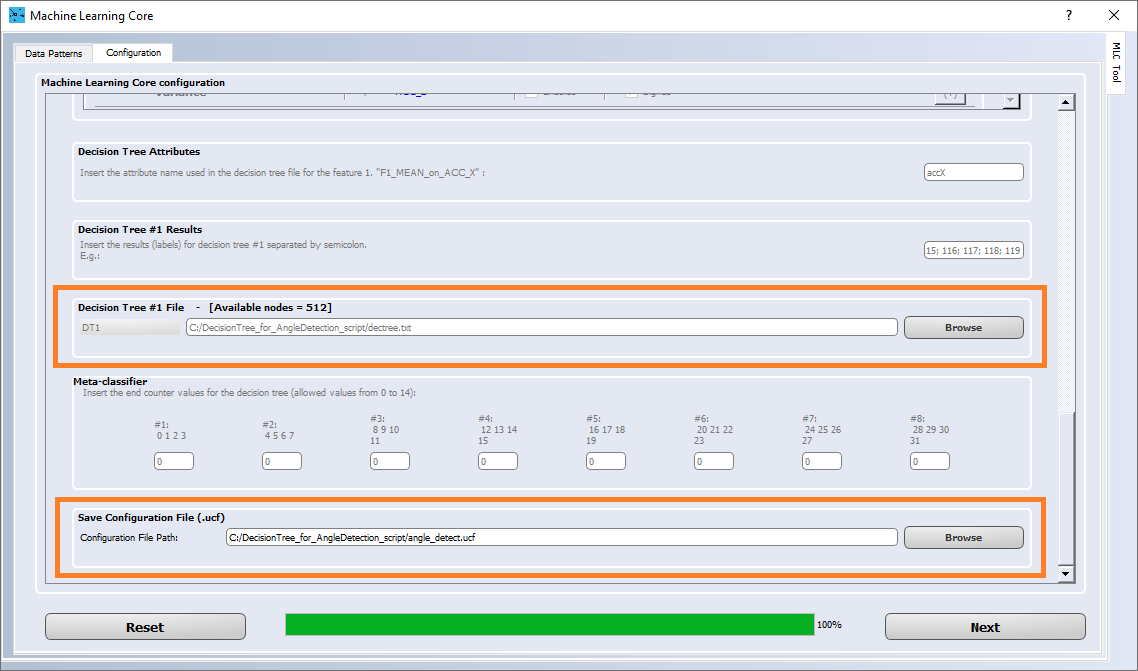 Machine Learning Core
?
Data Patterns
Configuration
MLC Tool
Machine Learning Core configuration
Decision Tree Attributes
Insert the attribute name used in the decision tree file for the feature 1. "F1_MEAN_on_ACC_X" :
accX
Decision Tree #1 Results
Insert the results (labels) for decision tree #1 separated by semicolon.
E.g.:
15; 116; 117; 118; 119
Decision Tree #1 File - [Available nodes = 512]
DT1
C:/DecisionTree_for_AngleDetection_script/dectree.txt
Browse
Meta-classifier
Insert the end counter values for the decision tree (allowed values from 0 to 14):
#1:
0 1 2 3
0
#2:
4 5 6 7
0
#3:
8 9 10
11
0
#4:
12 13 14
15
0
#5:
16 17 18
19
0
#6:
20 21 22
23
0
#7:
24 25 26
27
0
#8:
28 29 30
31
0
Save Configuration File (.ucf)
Configuration File Path:
C:/DecisionTree_for_AngleDetection_script/angle_detect.ucf
Browse
Reset
100%
Next